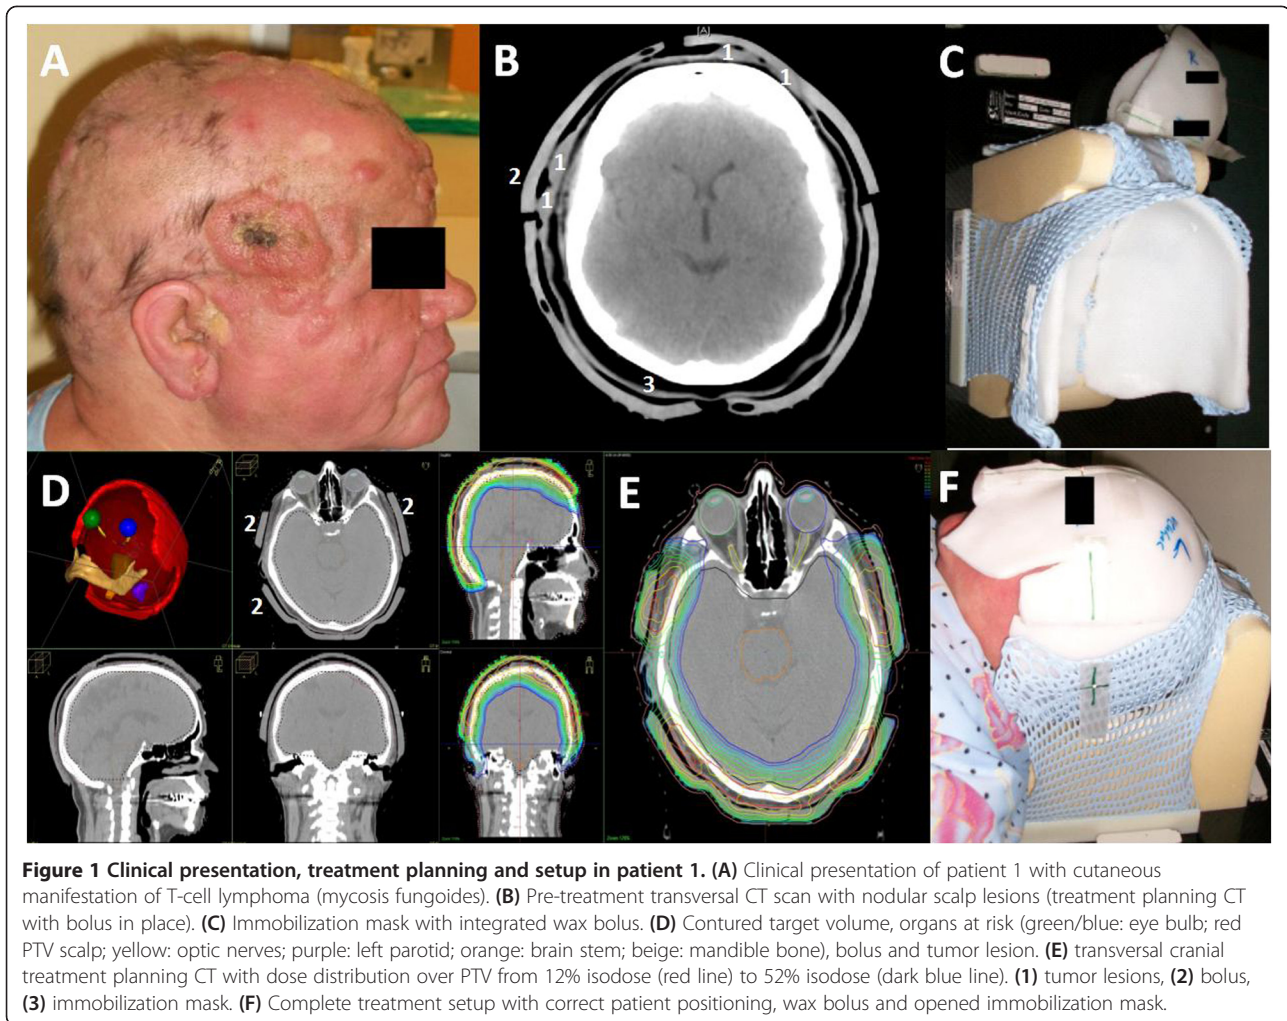 A
B
[A]
1
1
1
1
2
3
C
R
D
2
2
2
E
F
L
Figure 1 Clinical presentation, treatment planning and setup in patient 1. (A) Clinical presentation of patient 1 with cutaneous
manifestation of T-cell lymphoma (mycosis fungoides). (B) Pre-treatment transversal CT scan with nodular scalp lesions (treatment planning CT
with bolus in place). (C) Immobilization mask with integrated wax bolus. (D) Contured target volume, organs at risk (green/blue: eye bulb; red
PTV scalp; yellow: optic nerves; purple: left parotid; orange: brain stem; beige: mandible bone), bolus and tumor lesion. (E) transversal cranial
treatment planning CT with dose distribution over PTV from 12% isodose (red line) to 52% isodose (dark blue line). (1) tumor lesions, (2) bolus,
(3) immobilization mask. (F) Complete treatment setup with correct patient positioning, wax bolus and opened immobilization mask.